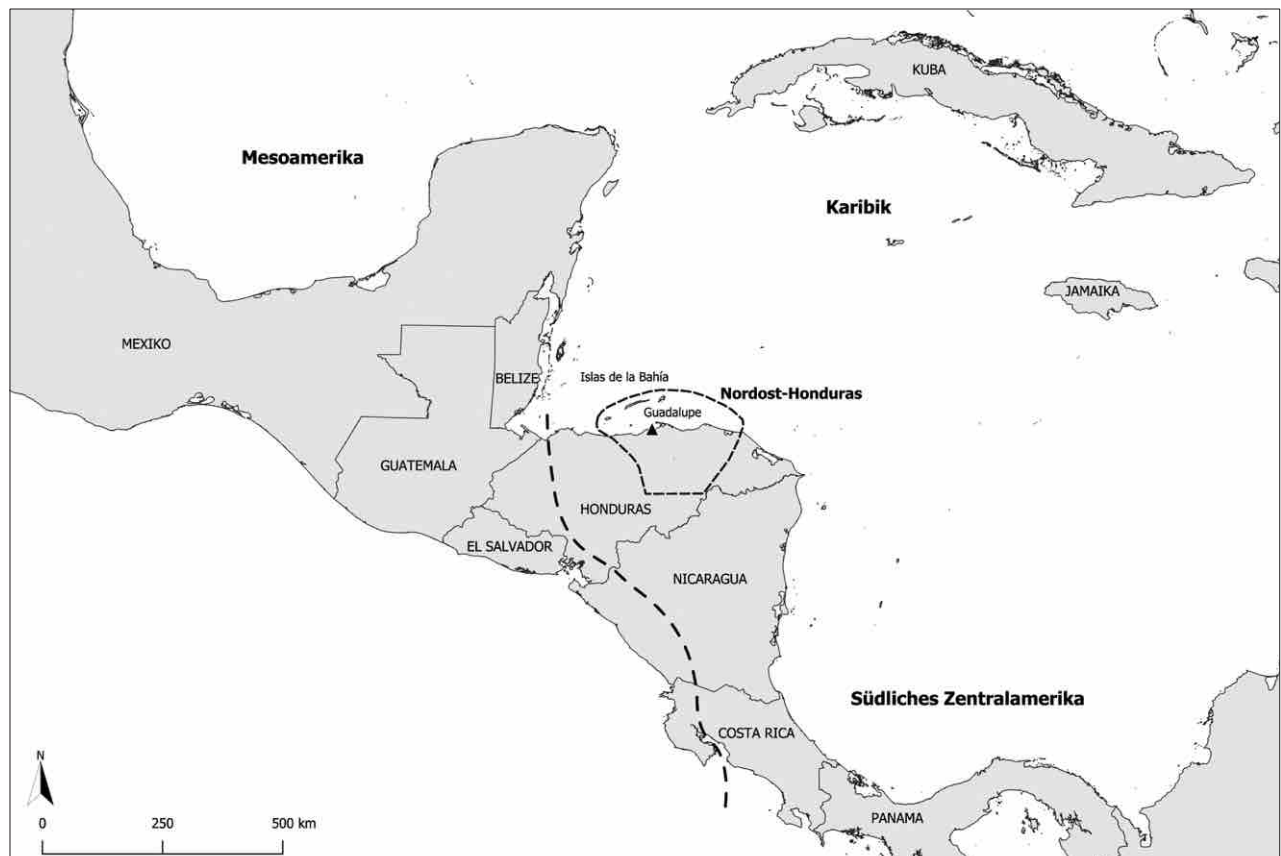 KUBA
Mesoamerika
Karibik
JAMAIKA
MEXIKO
BELIZE
Islas de la Bahía
Nordost-Honduras
Guadalupe
GUATEMALA
HONDURAS
EL SALVADOR
NICARAGUA
Südliches Zentralamerika
COSTA RICA
PANAMA
N
0 250 500 km